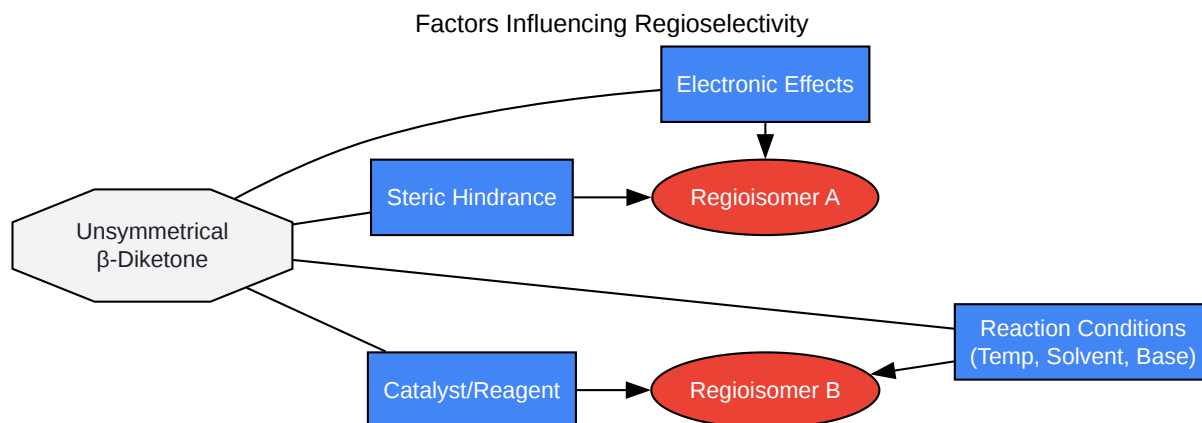 Factors Influencing Regioselectivity
Electronic Effects
Steric Hindrance
Regioisomer A
Unsymmetrical
β-Diketone
Reaction Conditions
(Temp, Solvent, Base)
Catalyst/Reagent
Regioisomer B